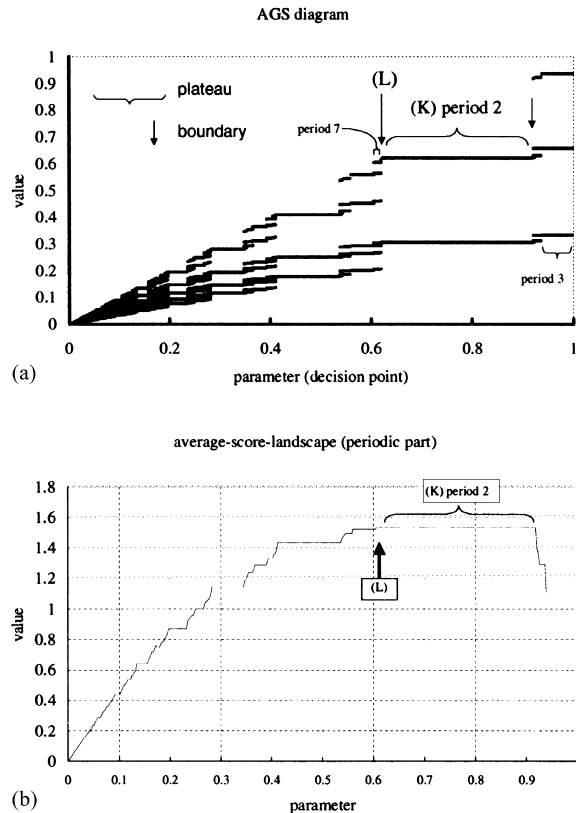 AGS diagram
value
1
0.9
0.8
0.7
0.6
0.5
0.4
0.3
0.2
0.1
0
plateau
boundary
(L)
(K) period 2
period 7
period 3
0
0.2
0.4
0.6
0.8
1
parameter (decision point)
(a)
average-score-landscape (periodic part)
value
1.8
1.6
1.4
1.2
1
0.8
0.6
0.4
0.2
0
(K) period 2
(L)
0
0.1
0.2
0.3
0.4
0.5
0.6
0.7
0.8
0.9
parameter
(b)